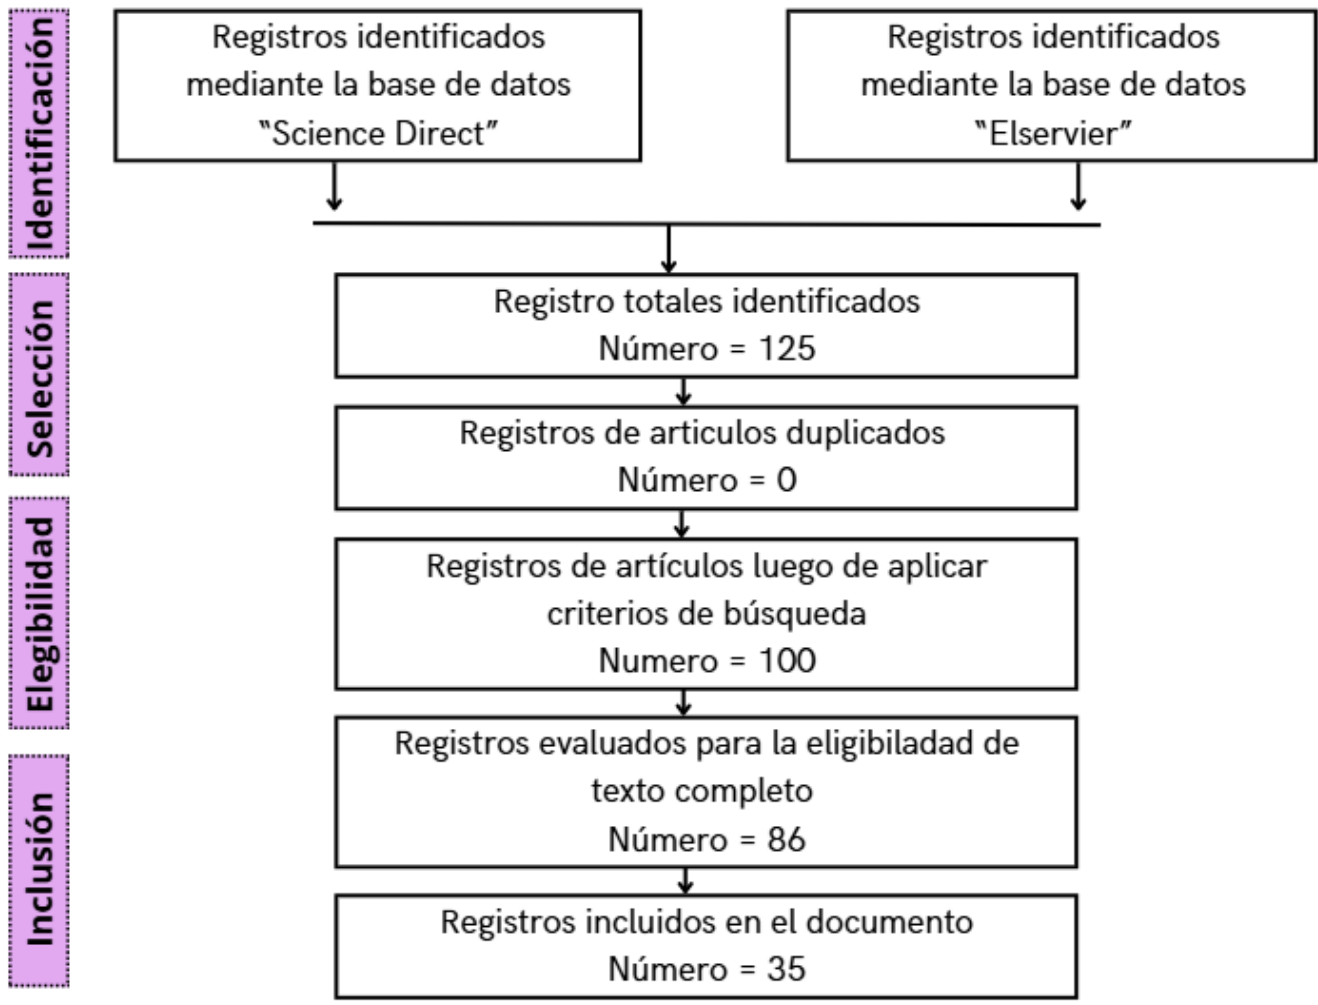 Identificación
Registros identificados
mediante la base de datos
“Science Direct”
Registros identificados
mediante la base de datos
“Elservier”
Selección
Registro totales identificados
Número = 125
Registros de articulos duplicados
Número = 0
Elegibilidad
Registros de artículos luego de aplicar
criterios de búsqueda
Numero = 100
Inclusión
Registros evaluados para la eligibiladad de
texto completo
Número = 86
Registros incluidos en el documento
Número = 35